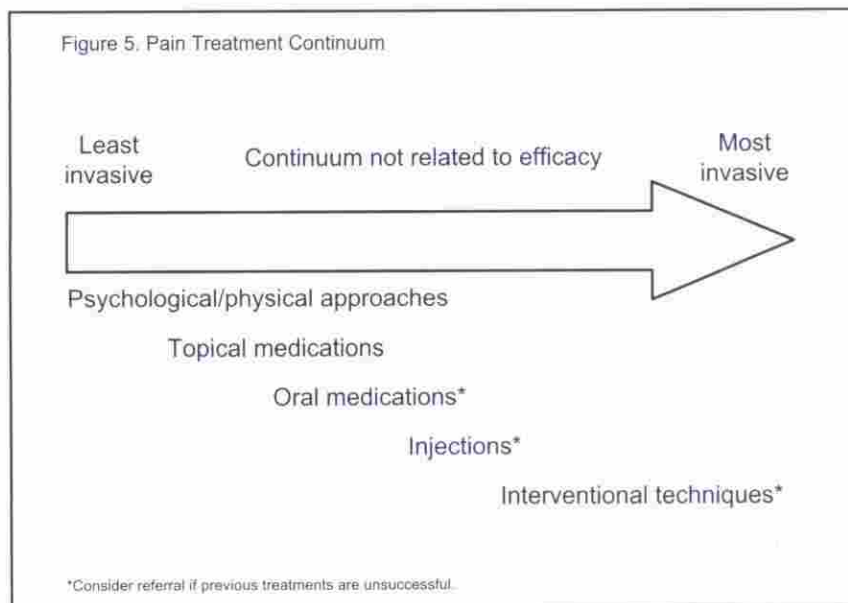 Figure 5. Pain Treatment Continuum
Least
invasive
Continuum not related to efficacy
Most
invasive
Psychological/physical approaches
Topical medications
Oral medications*
Injections*
Interventional techniques*
*Consider referral if previous treatments are unsuccessful.